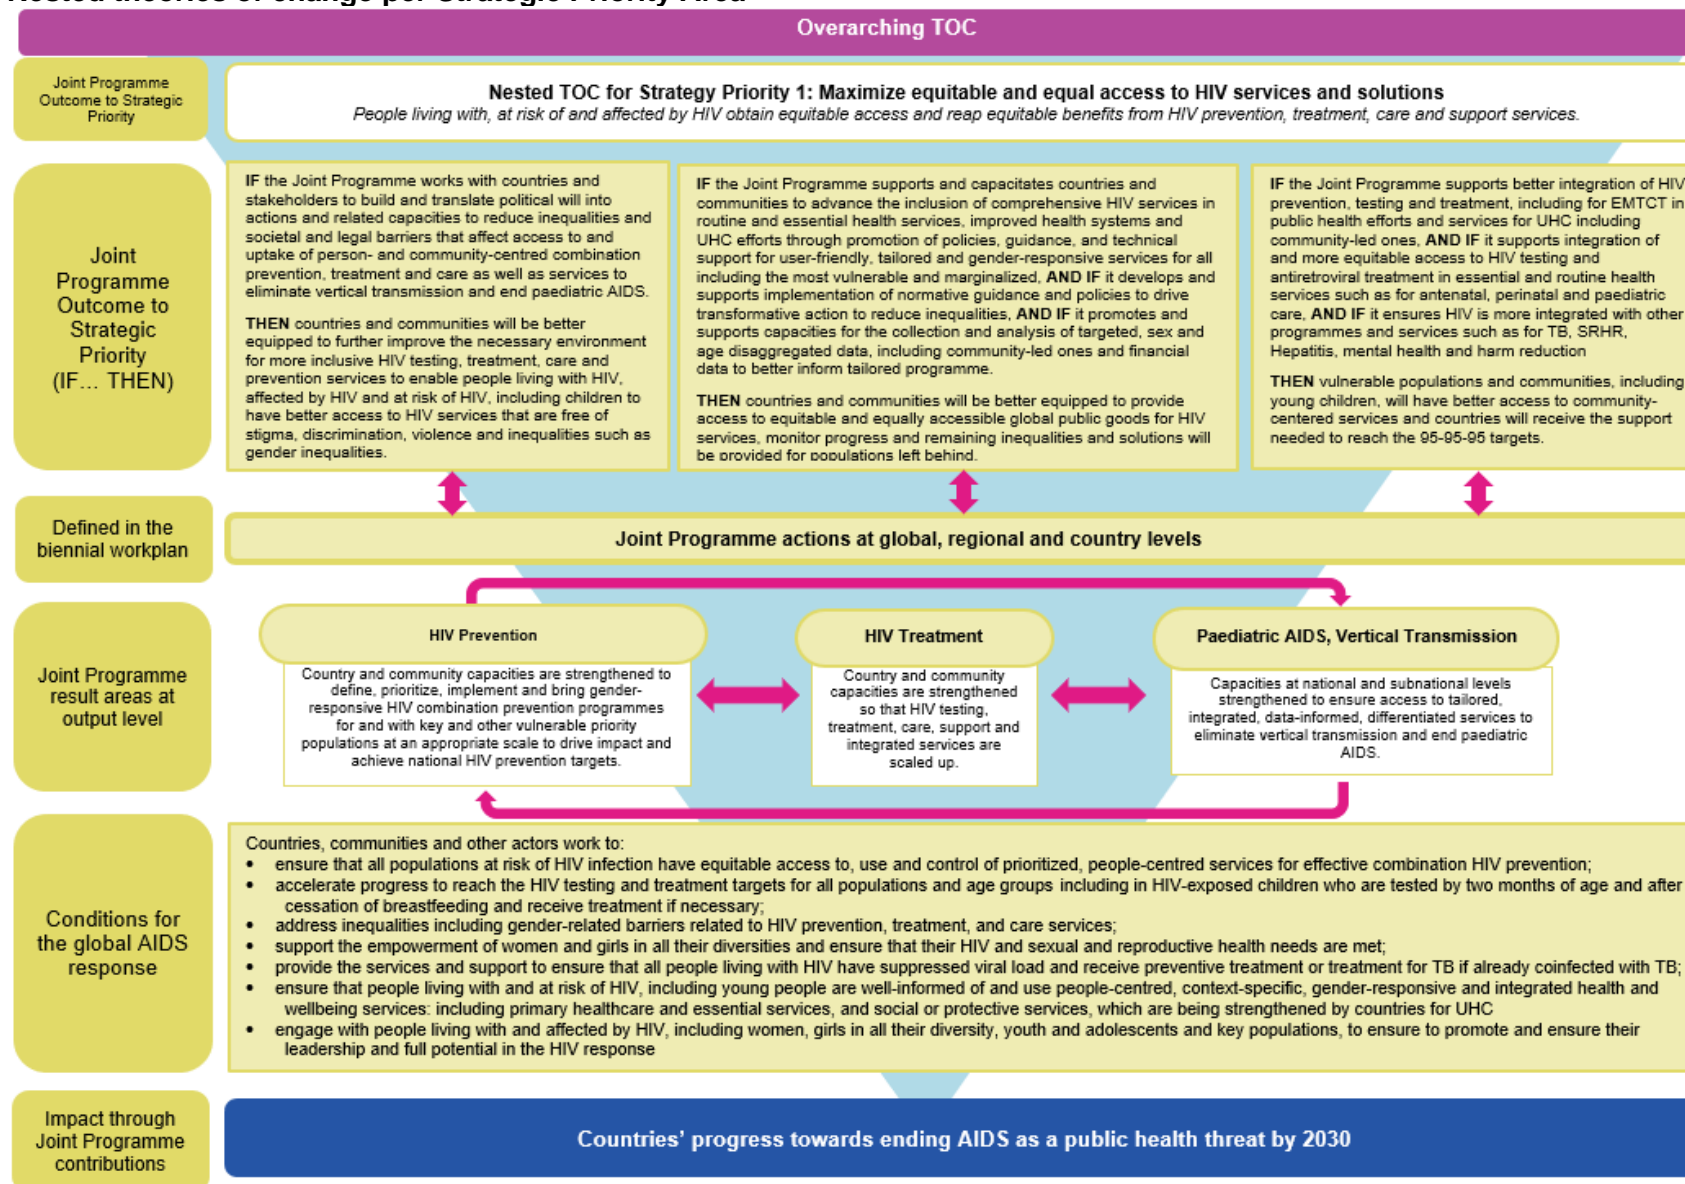 Nested theories of change per Strategic Priority Area
Overarching TOC
Joint Programme
Outcome to Strategic
Priority
Nested TOC for Strategy Priority 1: Maximize equitable and equal access to HIV services and solutions
People living with, at risk of and affected by HIV obtain equitable access and reap equitable benefits from HIV prevention, treatment, care and support services.
Joint
Programme
Outcome to
Strategic
Priority
(IF... THEN)
IF the Joint Programme works with countries and
stakeholders to build and translate political will into
actions and related capacities to reduce inequalities and
societal and legal barriers that affect access to and
uptake of person- and community-centred combination
prevention, treatment and care as well as services to
eliminate vertical transmission and end paediatric AIDS.
THEN countries and communities will be better
equipped to further improve the necessary environment
for more inclusive HIV testing, treatment, care and
prevention services to enable people living with HIV,
affected by HIV and at risk of HIV, including children to
have better access to HIV services that are free of
stigma, discrimination, violence and inequalities such as
gender inequalities.
IF the Joint Programme supports and capacitates countries and
communities to advance the inclusion of comprehensive HIV services in
routine and essential health services, improved health systems and
UHC efforts through promotion of policies, guidance, and technical
support for user-friendly, tailored and gender-responsive services for all
including the most vulnerable and marginalized, AND IF it develops and
supports implementation of normative guidance and policies to drive
transformative action to reduce inequalities, AND IF it promotes and
supports capacities for the collection and analysis of targeted, sex and
age disaggregated data, including community-led ones and financial
data to better inform tailored programme.
THEN countries and communities will be better equipped to provide
access to equitable and equally accessible global public goods for HIV
services, monitor progress and remaining inequalities and solutions will
be provided for populations left behind.
IF the Joint Programme supports better integration of HIV
prevention, testing and treatment, including for EMTCT in
public health efforts and services for UHC including
community-led ones, AND IF it supports integration of
and more equitable access to HIV testing and
antiretroviral treatment in essential and routine health
services such as for antenatal, perinatal and paediatric
care, AND IF it ensures HIV is more integrated with other
programmes and services such as for TB, SRHR,
Hepatitis, mental health and harm reduction
THEN vulnerable populations and communities, including
young children, will have better access to community-
centered services and countries will receive the support
needed to reach the 95-95-95 targets.
Defined in the
biennial workplan
Joint Programme actions at global, regional and country levels
Joint Programme
result areas at
output level
HIV Prevention
Country and community capacities are strengthened to
define, prioritize, implement and bring gender-
responsive HIV combination prevention programmes
for and with key and other vulnerable priority
populations at an appropriate scale to drive impact and
achieve national HIV prevention targets.
HIV Treatment
Country and community
capacities are strengthened
so that HIV testing,
treatment, care, support and
integrated services are
scaled up.
Paediatric AIDS, Vertical Transmission
Capacities at national and subnational levels
strengthened to ensure access to tailored,
integrated, data-informed, differentiated services to
eliminate vertical transmission and end paediatric
AIDS.
Conditions for
the global AIDS
response
Countries, communities and other actors work to:
• ensure that all populations at risk of HIV infection have equitable access to, use and control of prioritized, people-centred services for effective combination HIV prevention;
• accelerate progress to reach the HIV testing and treatment targets for all populations and age groups including in HIV-exposed children who are tested by two months of age and after
cessation of breastfeeding and receive treatment if necessary;
• address inequalities including gender-related barriers related to HIV prevention, treatment, and care services;
• support the empowerment of women and girls in all their diversities and ensure that their HIV and sexual and reproductive health needs are met;
• provide the services and support to ensure that all people living with HIV have suppressed viral load and receive preventive treatment or treatment for TB if already coinfected with TB;
• ensure that people living with and at risk of HIV, including young people are well-informed of and use people-centred, context-specific, gender-responsive and integrated health and
wellbeing services: including primary healthcare and essential services, and social or protective services, which are being strengthened by countries for UHC
• engage with people living with and affected by HIV, including women, girls in all their diversity, youth and adolescents and key populations, to ensure to promote and ensure their
leadership and full potential in the HIV response
Impact through
Joint Programme
contributions
Countries' progress towards ending AIDS as a public health threat by 2030